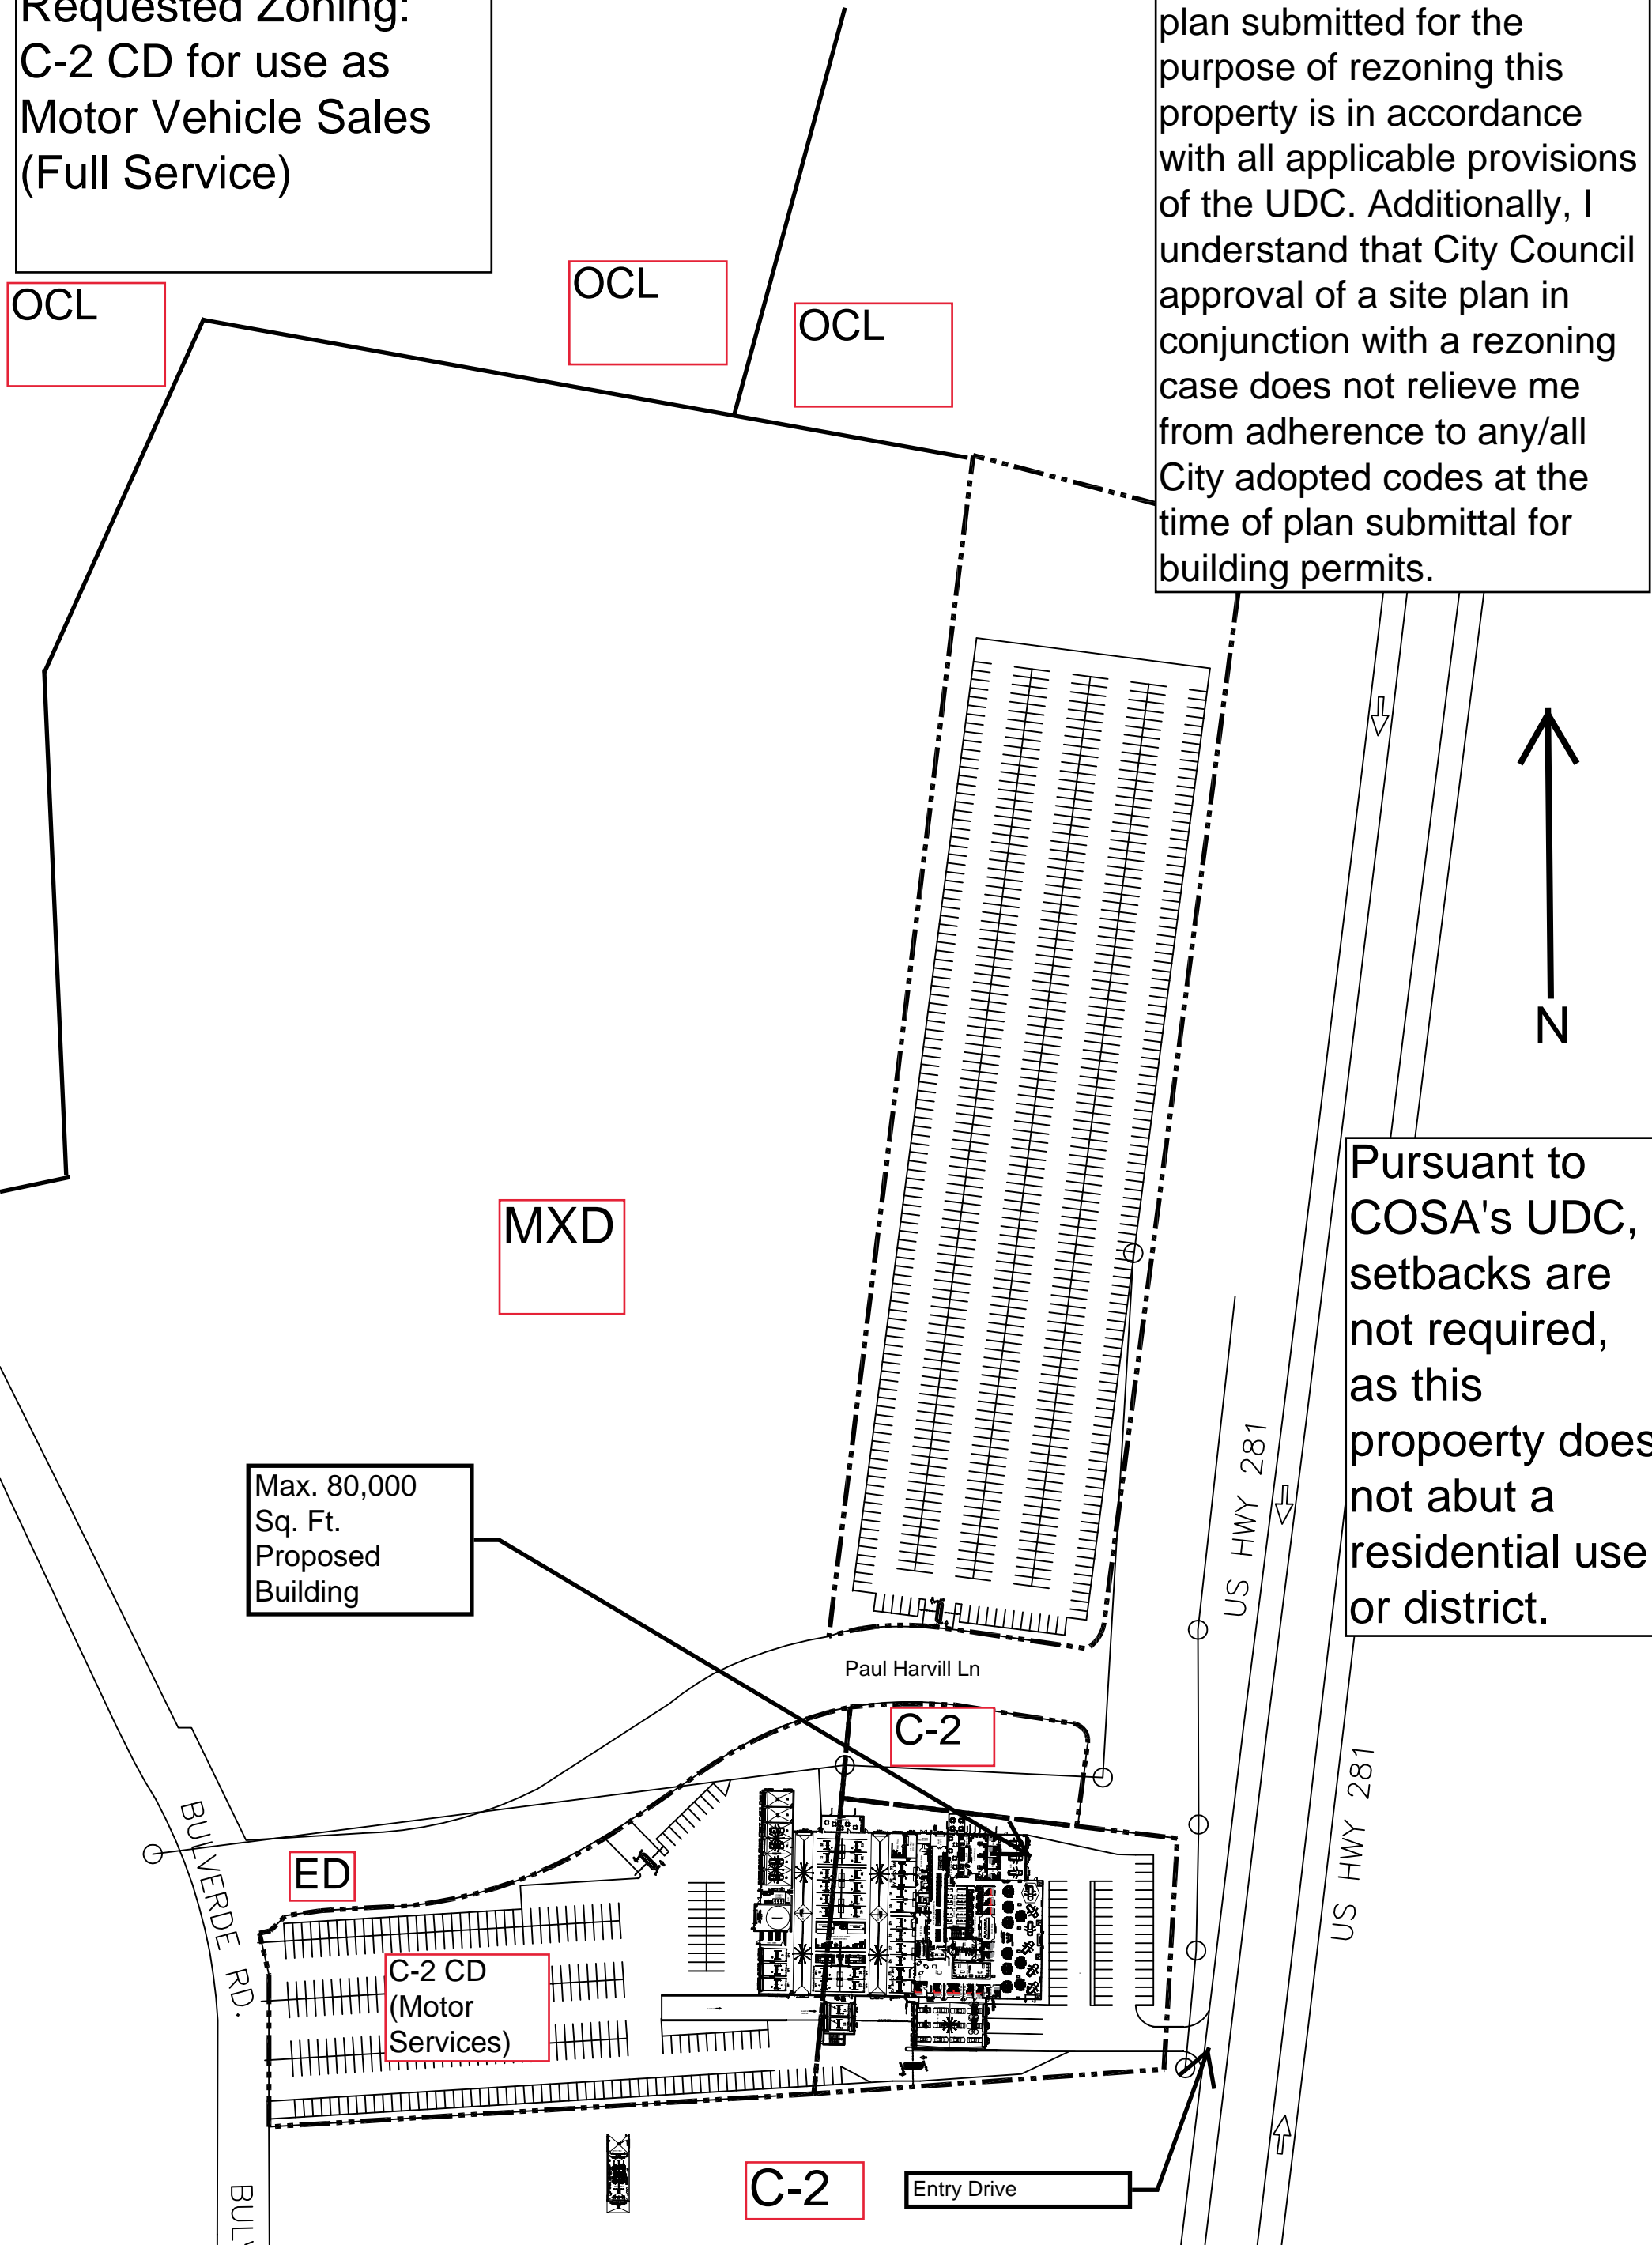 Requested Zoning:
C-2 CD for use as
Motor Vehicle Sales
(Full Service)
plan submitted for the
purpose of rezoning this
property is in accordance
with all applicable provisions
of the UDC. Additionally, I
understand that City Council
approval of a site plan in
conjunction with a rezoning
case does not relieve me
from adherence to any/all
City adopted codes at the
time of plan submittal for
building permits.
OCL
OCL
OCL
N
MXD
Pursuant to
COSA's UDC,
setbacks are
not required,
as this
propoerty does
not abut a
residential use
or district.
US HWY 281
Max. 80,000
Sq. Ft.
Proposed
Building
Paul Harvill Ln
C-2
US HWY 281
BULVERDE RD.
ED
C-2 CD
(Motor
Services)
C-2
Entry Drive